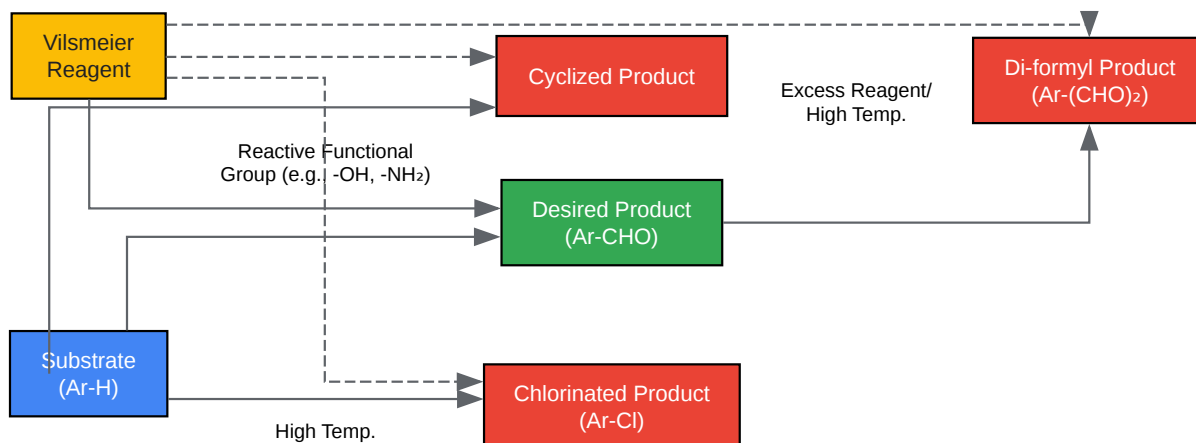 Vilsmeier
Reagent
Cyclized Product
Di-formyl Product
(Ar-(CHO)₂)
Excess Reagent/
High Temp.
Reactive Functional
Group (e.g., -OH, -NH₂)
Desired Product
(Ar-CHO)
Substrate
(Ar-H)
Chlorinated Product
(Ar-Cl)
High Temp.